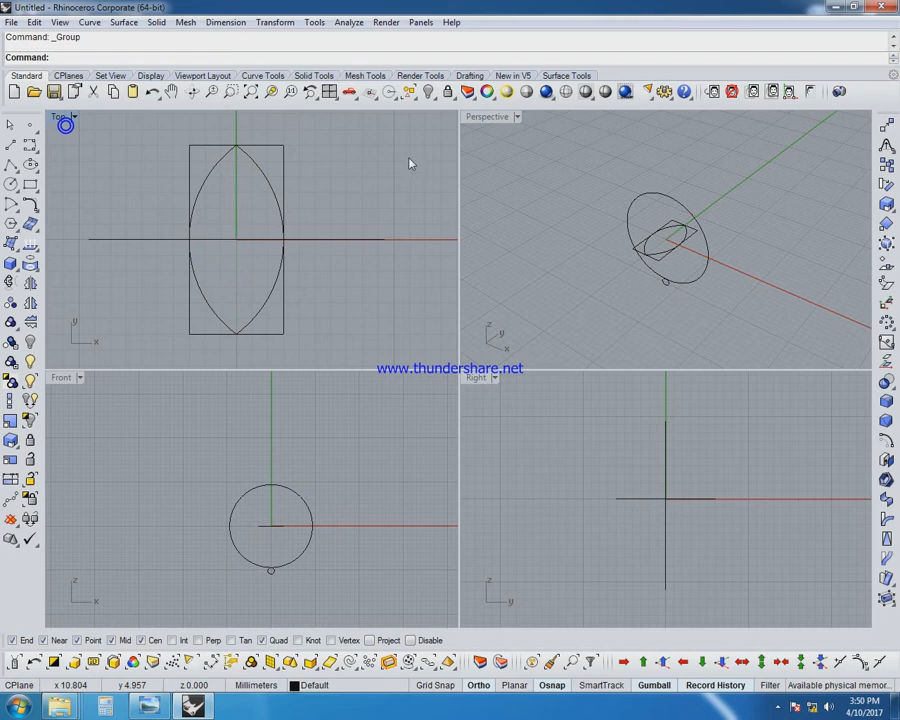 Untitled - Rhinoceros Corporate (64-bit)
File Edit View Curve Surface Solid Mesh Dimension Transform Tools Analyze Render Panels Help
Command: _Group
Command:
Standard CPlanes Set View Display Viewport Layout Curve Tools Solid Tools Mesh Tools Render Tools Drafting New in V5 Surface Tools
Top
Perspective
y
x
z
y
x
www.thundershare.net
Front
Right
z
x
z
y
End Near Point Mid Cen Int Perp Tan Quad Knot Vertex Project Disable
CPlane x 10.804 y 4.957 z 0.000 Millimeters Default Grid Snap Ortho Planar Osnap SmartTrack Gumball Record History Filter Available physical memor...
3:50 PM
4/10/2017